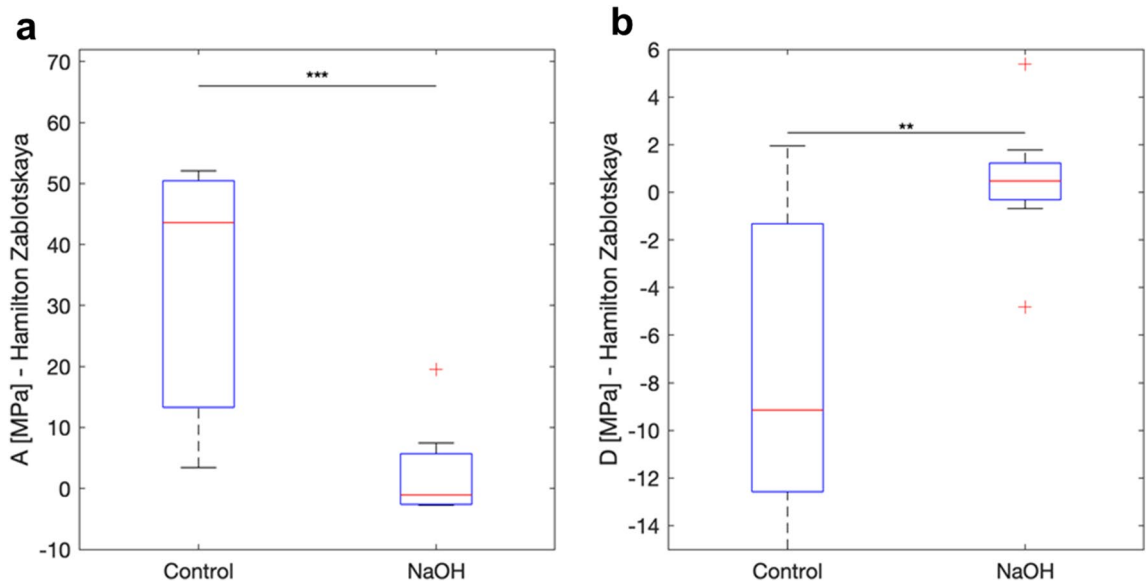 a
A [MPa] - Hamilton Zablotskaya
70
60
50
40
30
20
10
0
-10
***
Control
NaOH
b
D [MPa] - Hamilton Zablotskaya
6
4
2
0
-2
-4
-6
-8
-10
-12
-14
**
Control
NaOH